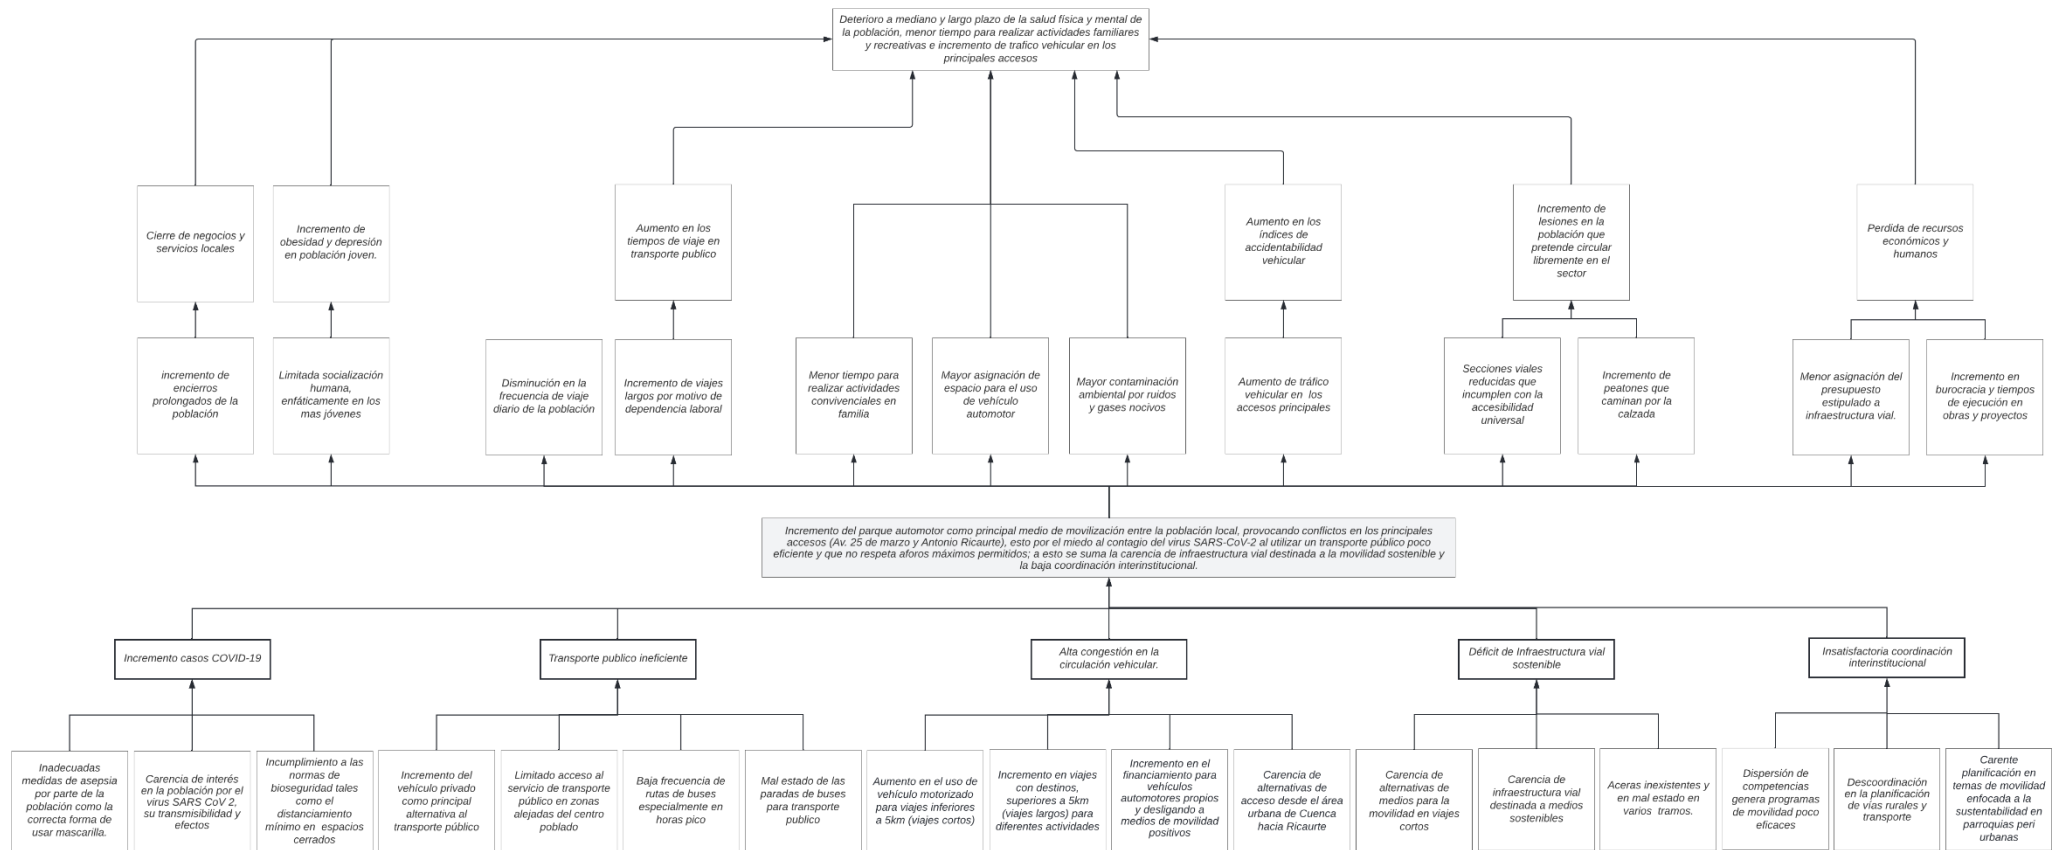 Deterioro a mediano y largo plazo de la salud física y mental de
la población, menor tiempo para realizar actividades familiares
y recreativas e incremento de trafico vehicular en los
principales accesos
Cierre de negocios y
servicios locales
Incremento de
obesidad y depresión
en población joven.
Aumento en los
tiempos de viaje en
transporte publico
Aumento en los
índices de
accidentabilidad
vehicular
Incremento de
lesiones en la
población que
pretende circular
libremente en el
sector
Perdida de recursos
económicos y
humanos
incremento de
encierros
prolongados de la
población
Limitada socialización
humana,
enfáticamente en los
mas jóvenes
Disminución en la
frecuencia de viaje
diario de la población
Incremento de viajes
largos por motivo de
dependencia laboral
Menor tiempo para
realizar actividades
convivenciales en
familia
Mayor asignación de
espacio para el uso
de vehículo
automotor
Mayor contaminación
ambiental por ruidos
y gases nocivos
Aumento de tráfico
vehicular en los
accesos principales
Secciones viales
reducidas que
incumplen con la
accesibilidad
universal
Incremento de
peatones que
caminan por la
calzada
Menor asignación del
presupuesto
estipulado a
infraestructura vial.
Incremento en
burocracia y tiempos
de ejecución en
obras y proyectos
Incremento del parque automotor como principal medio de movilización entre la población local, provocando conflictos en los principales
accesos (Av. 25 de marzo y Antonio Ricaurte), esto por el miedo al contagio del virus SARS-CoV-2 al utilizar un transporte público poco
eficiente y que no respeta aforos máximos permitidos; a esto se suma la carencia de infraestructura vial destinada a la movilidad sostenible y
la baja coordinación interinstitucional.
Incremento casos COVID-19
Transporte publico ineficiente
Alta congestión en la
circulación vehicular.
Déficit de Infraestructura vial
sostenible
Insatisfactoria coordinación
interinstitucional
Inadecuadas
medidas de asepsia
por parte de la
población como la
correcta forma de
usar mascarilla.
Carencia de interés
en la población por el
virus SARS CoV 2,
su transmisibilidad y
efectos
Incumplimiento a las
normas de
bioseguridad tales
como el
distanciamiento
mínimo en espacios
cerrados
Incremento del
vehículo privado
como principal
alternativa al
transporte público
Limitado acceso al
servicio de transporte
público en zonas
alejadas del centro
poblado
Baja frecuencia de
rutas de buses
especialmente en
horas pico
Mal estado de las
paradas de buses
para transporte
publico
Aumento en el uso de
vehículo motorizado
para viajes inferiores
a 5km (viajes cortos)
Incremento en viajes
con destinos,
superiores a 5km
(viajes largos) para
diferentes actividades
Incremento en el
financiamiento para
vehículos
automotores propios
y desligando a
medios de movilidad
positivos
Carencia de
alternativas de
acceso desde el área
urbana de Cuenca
hacia Ricaurte
Carencia de
alternativas de
medios para la
movilidad en viajes
cortos
Carencia de
infraestructura vial
destinada a medios
sostenibles
Aceras inexistentes y
en mal estado en
varios tramos.
Dispersión de
competencias
genera programas
de movilidad poco
eficaces
Descoordinación
en la planificación
de vías rurales y
transporte
Carente
planificación en
temas de movilidad
enfocada a la
sustentabilidad en
parroquias peri
urbanas